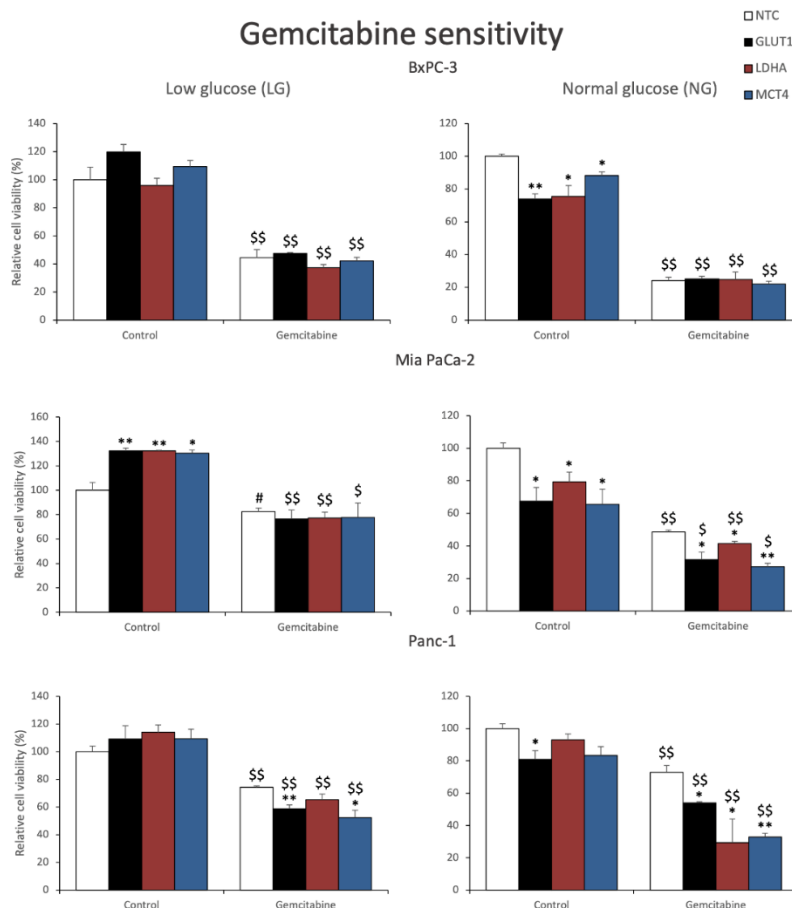 Gemcitabine sensitivity
NTC
GLUT1
LDHA
MCT4
BxPC-3
Low glucose (LG)
Normal glucose (NG)
Relative cell viability (%)
140
120
100
80
60
40
20
0
$$ $$ $$ $$
Control Gemcitabine
120
100
80
60
40
20
0
** * *
$$ $$ $$ $$
Control Gemcitabine
Mia PaCa-2
Relative cell viability (%)
160
140
120
100
80
60
40
20
0
** ** *
# $$ $$ $
Control Gemcitabine
120
100
80
60
40
20
0
* * *
$$ $ $$ $
* * **
Control Gemcitabine
Panc-1
Relative cell viability (%)
140
120
100
80
60
40
20
0
$$ $$ $$ $$
** *
Control Gemcitabine
120
100
80
60
40
20
0
*
$$ $$ $$ $$
* * **
Control Gemcitabine